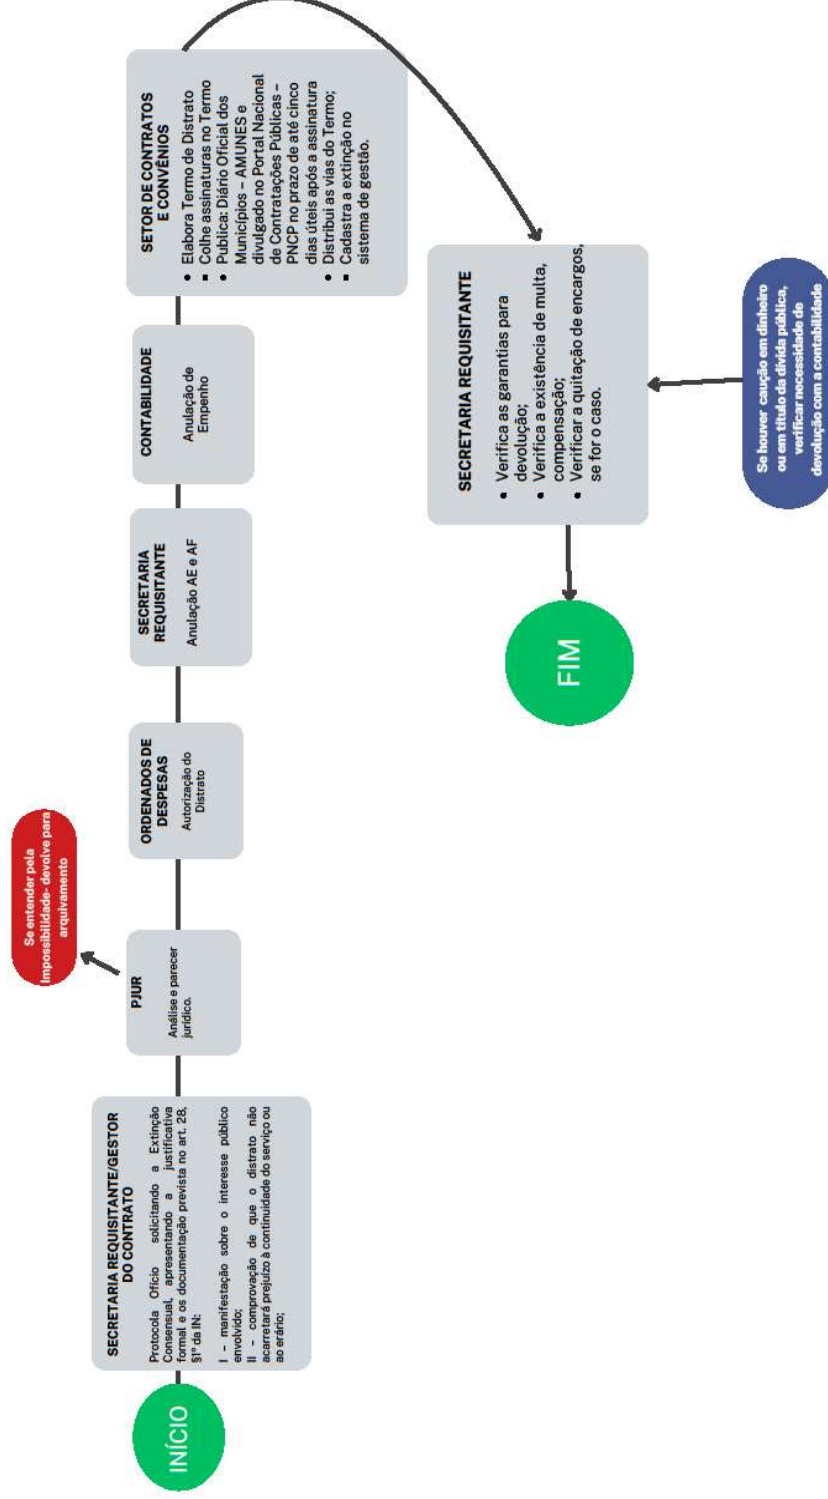 INÍCIO
SECRETARIA REQUISITANTE/GESTOR
DO CONTRATO
Protocola Ofício solicitando a Extinção
Consensual, apresentando a justificativa
formal e os documentação prevista no art. 28,
§1º da IN:
I - manifestação sobre o interesse público
envolvido;
II - comprovação de que o distrato não
acarretará prejuízo à continuidade do serviço ou
ao erário;
PJUR
Análise e parecer
jurídico.
Se entender pela
Impossibilidade- devolve para
arquivamento
ORDENADOS DE
DESPESAS
Autorização do
Distrato
SECRETARIA
REQUISITANTE
Anulação AE e AF
CONTABILIDADE
Anulação de
Empenho
SETOR DE CONTRATOS
E CONVÊNIOS
• Elabora Termo de Distrato
▪ Colhe assinaturas no Termo
• Publica: Diário Oficial dos
Municípios – AMUNES e
divulgado no Portal Nacional
de Contratações Públicas –
PNCP no prazo de até cinco
dias úteis após a assinatura
• Distribui as vias do Termo;
▪ Cadastra a extinção no
sistema de gestão.
SECRETARIA REQUISITANTE
• Verifica as garantias para
devolução;
• Verifica a existência de multa,
compensação;
• Verificar a quitação de encargos,
se for o caso.
Se houver caução em dinheiro
ou em título da dívida pública,
verificar necessidade de
devolução com a contabilidade
FIM